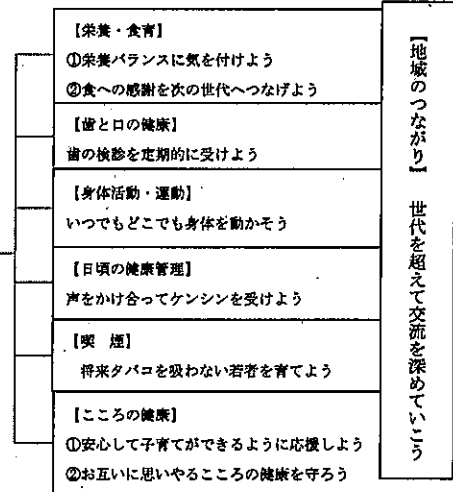 【栄養・食育】
①栄養バランスに気を付けよう
②食への感謝を次の世代へつなげよう
【歯と口の健康】
歯の検診を定期的に受けよう
【身体活動・運動】
いつでもどこでも身体を動かそう
【日頃の健康管理】
声をかけ合ってケンシンを受けよう
【喫　煙】
将来タバコを吸わない若者を育てよう
【こころの健康】
①安心して子育てができるように応援しよう
②お互いに思いやるこころの健康を守ろう
【地域のつながり】　世代を超えて交流を深めていこう